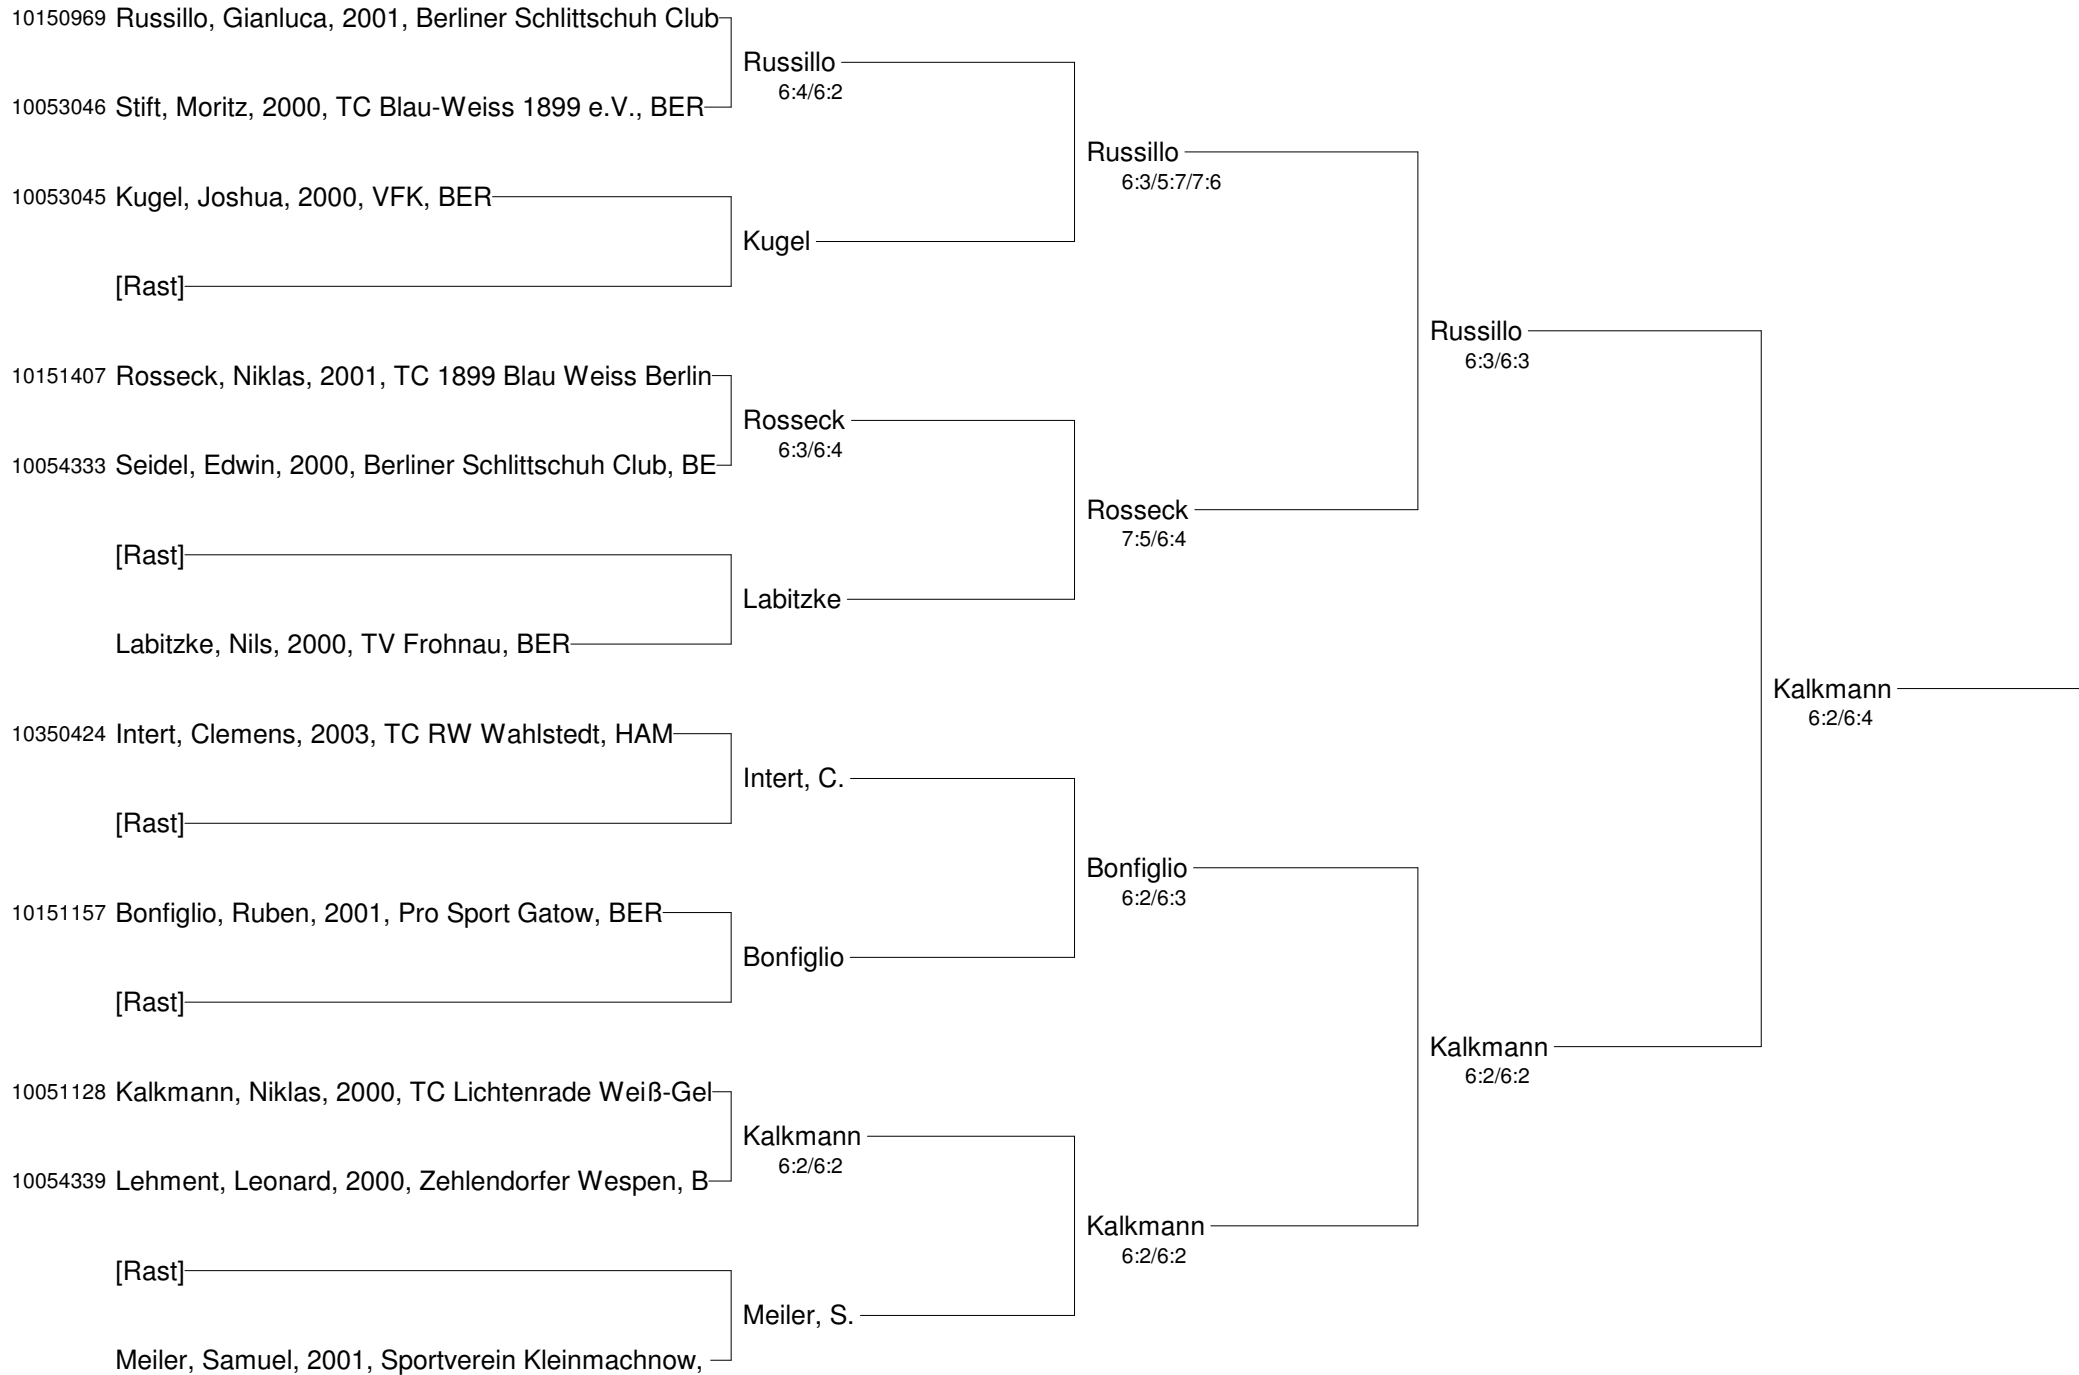 10150969 Russillo, Gianluca, 2001, Berliner Schlittschuh Club
Russillo
6:4/6:2
10053046 Stift, Moritz, 2000, TC Blau-Weiss 1899 e.V., BER
Russillo
6:3/5:7/7:6
10053045 Kugel, Joshua, 2000, VFK, BER
Kugel
[Rast]
Russillo
6:3/6:3
10151407 Rosseck, Niklas, 2001, TC 1899 Blau Weiss Berlin
Rosseck
6:3/6:4
10054333 Seidel, Edwin, 2000, Berliner Schlittschuh Club, BE
Rosseck
7:5/6:4
[Rast]
Labitzke
Labitzke, Nils, 2000, TV Frohnau, BER
Kalkmann
6:2/6:4
10350424 Intert, Clemens, 2003, TC RW Wahlstedt, HAM
Intert, C.
[Rast]
Bonfiglio
6:2/6:3
10151157 Bonfiglio, Ruben, 2001, Pro Sport Gatow, BER
Bonfiglio
[Rast]
Kalkmann
6:2/6:2
10051128 Kalkmann, Niklas, 2000, TC Lichtenrade Weiß-Gel
Kalkmann
6:2/6:2
10054339 Lehment, Leonard, 2000, Zehlendorfer Wespen, B
Kalkmann
6:2/6:2
[Rast]
Meiler, S.
Meiler, Samuel, 2001, Sportverein Kleinmachnow,